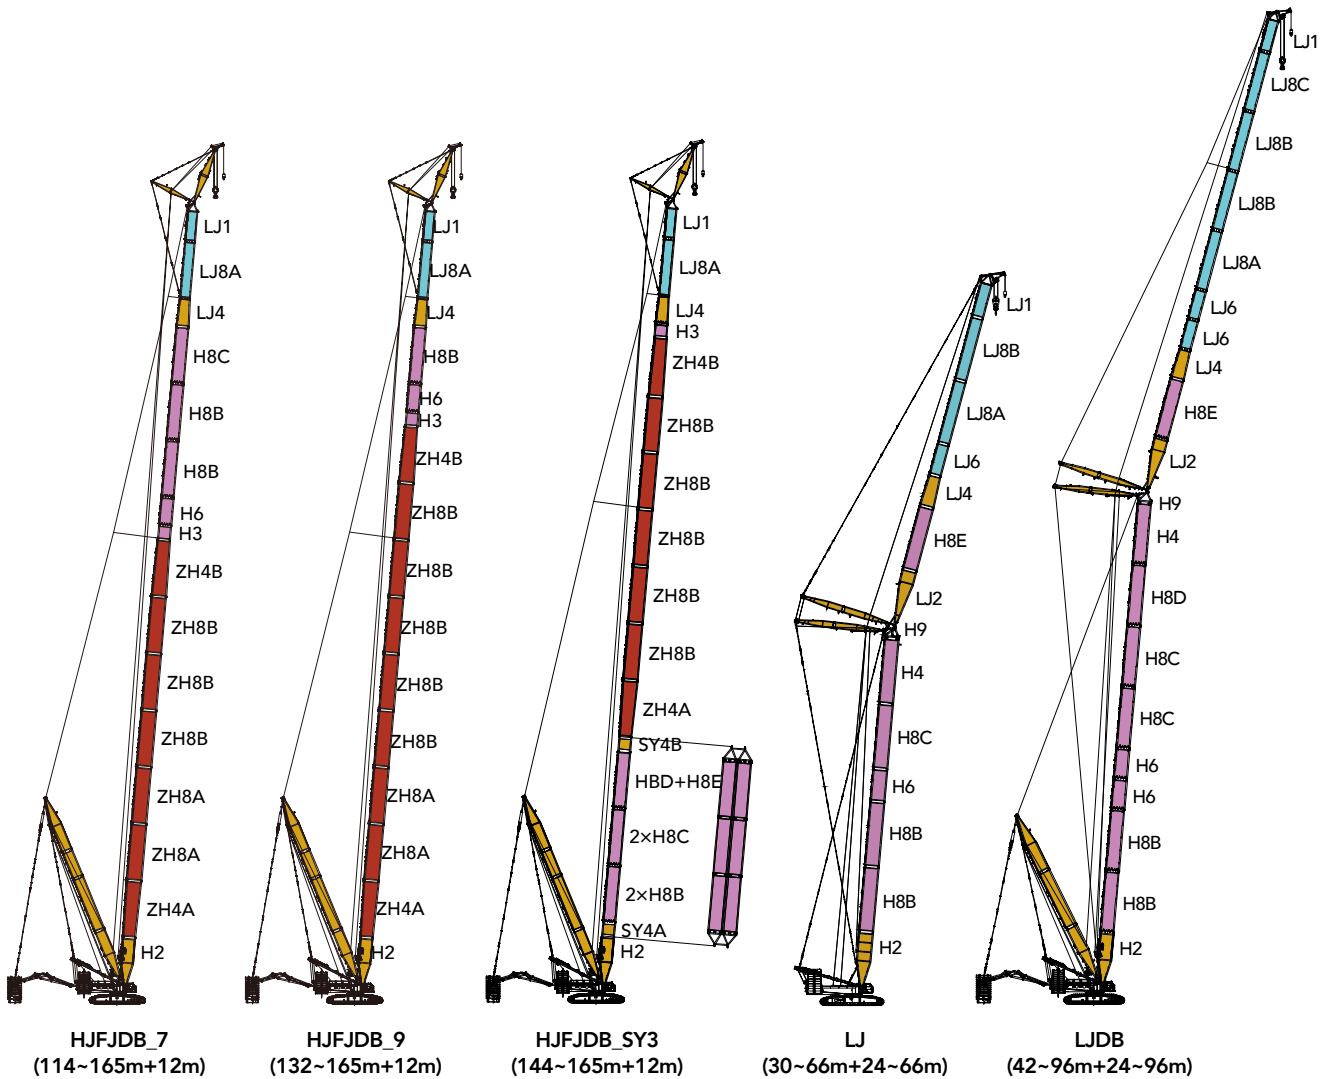 LJ1
LJ8A
LJ4
H8C
H8B
H8B
H6
H3
ZH4B
ZH8B
ZH8B
ZH8B
ZH8A
ZH8A
ZH4A
H2
HJFJDB_7
(114~165m+12m)
LJ1
LJ8A
LJ4
H8B
H6
H3
ZH4B
ZH8B
ZH8B
ZH8B
ZH8B
ZH8B
ZH8A
ZH8A
ZH4A
H2
HJFJDB_9
(132~165m+12m)
LJ1
LJ8A
LJ4
H3
ZH4B
ZH8B
ZH8B
ZH8B
ZH8B
ZH8B
ZH4A
SY4B
HBD+H8E
2×H8C
2×H8B
SY4A
H2
HJFJDB_SY3
(144~165m+12m)
LJ1
LJ8B
LJ8A
LJ6
LJ4
H8E
LJ2
H9
H4
H8C
H6
H8B
H8B
H2
LJ
(30~66m+24~66m)
LJ1
LJ8C
LJ8B
LJ8B
LJ8A
LJ6
LJ6
LJ4
H8E
LJ2
H9
H4
H8D
H8C
H8C
H6
H6
H8B
H8B
H2
LJDB
(42~96m+24~96m)